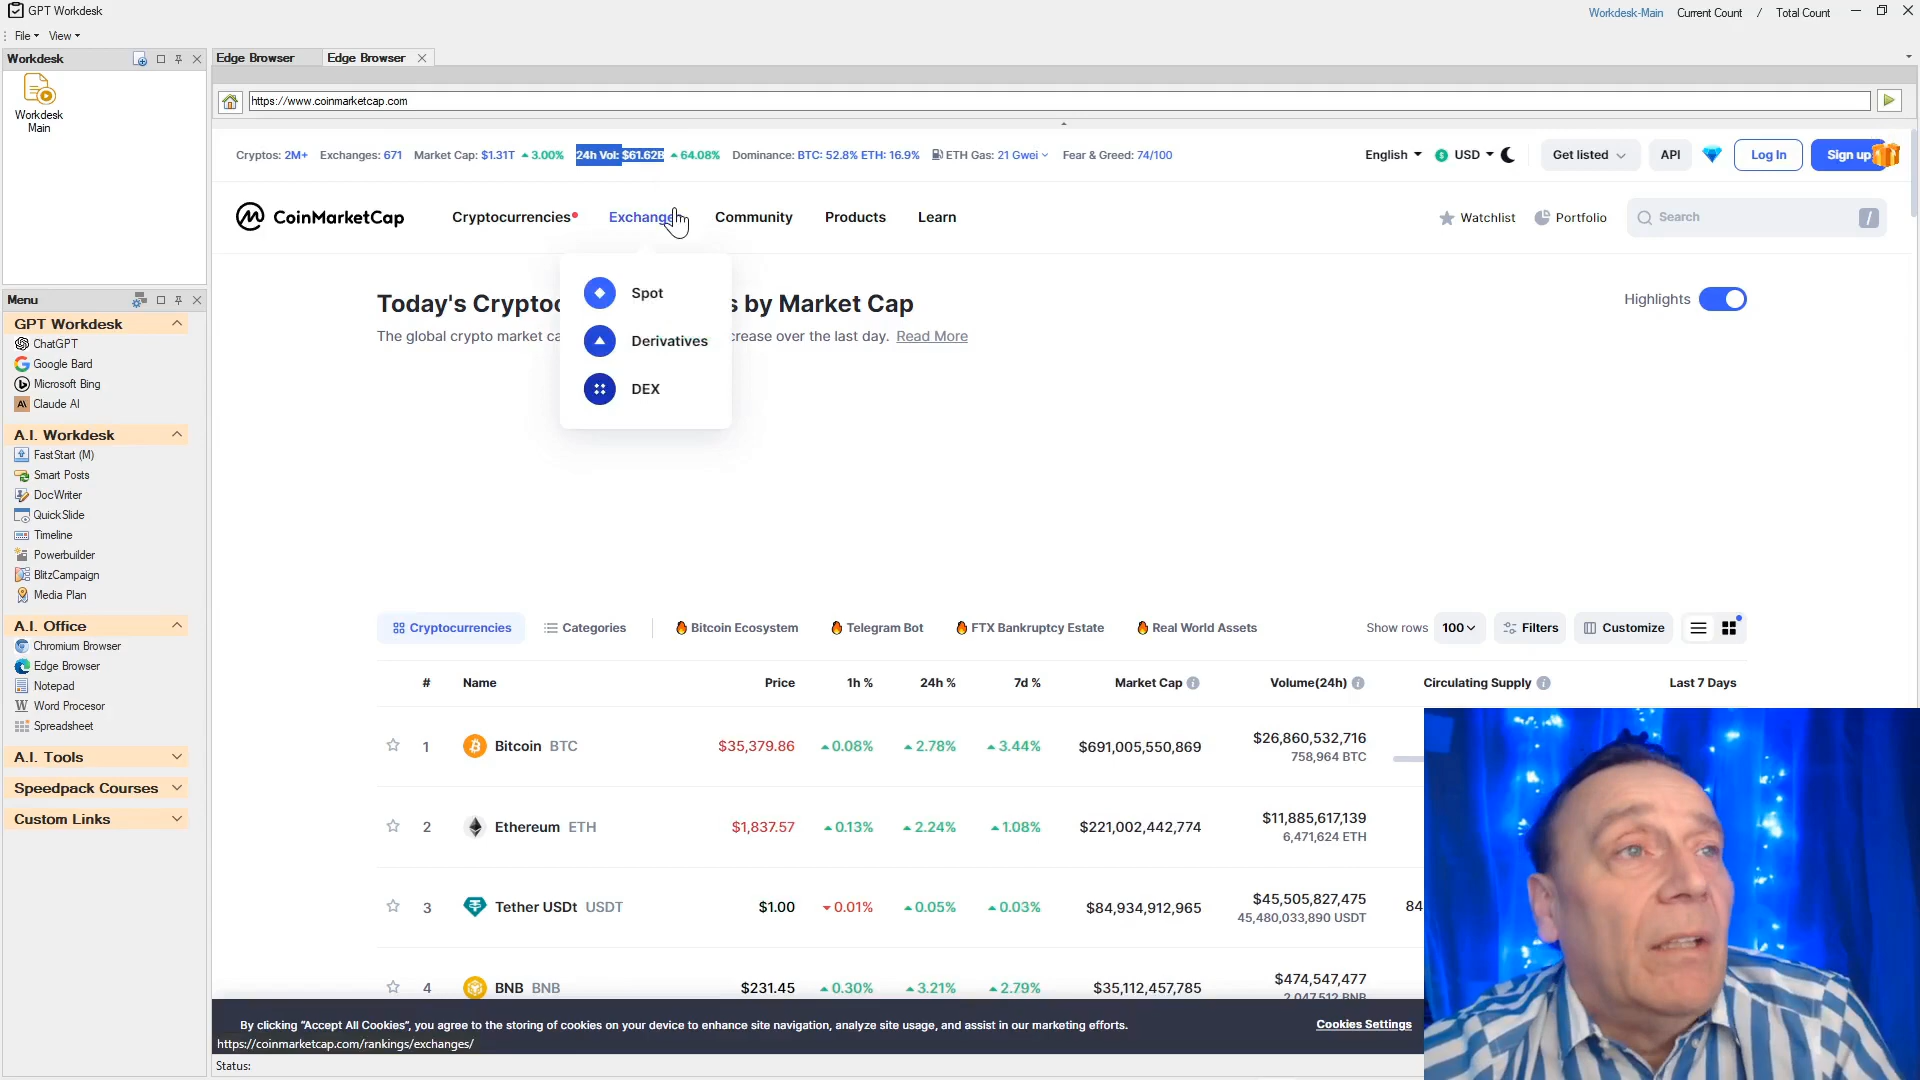 GPT Workdesk
Workdesk-Main Current Count / Total Count
File View
Workdesk
Edge Browser Edge Browser
Workdesk
Main
https://www.coinmarketcap.com
Cryptos: 2M+ Exchanges: 671 Market Cap: $1.31T 3.00% 24h Vol: $61.62B 64.08% Dominance: BTC: 52.8% ETH: 16.9% ETH Gas: 21 Gwei Fear & Greed: 74/100
English USD Get listed API Log In Sign up
CoinMarketCap Cryptocurrencies Exchange Community Products Learn
Watchlist Portfolio Search /
Spot
Derivatives
DEX
Today's Crypto s by Market Cap
Highlights
The global crypto market ca crease over the last day. Read More
Menu
GPT Workdesk
ChatGPT
Google Bard
Microsoft Bing
Claude AI
A.I. Workdesk
FastStart (M)
Smart Posts
DocWriter
QuickSlide
Timeline
Powerbuilder
BlitzCampaign
Media Plan
A.I. Office
Chromium Browser
Edge Browser
Notepad
Word Procesor
Spreadsheet
A.I. Tools
Speedpack Courses
Custom Links
Cryptocurrencies Categories Bitcoin Ecosystem Telegram Bot FTX Bankruptcy Estate Real World Assets
Show rows 100 Filters Customize
# Name Price 1h % 24h % 7d % Market Cap Volume(24h) Circulating Supply Last 7 Days
1 Bitcoin BTC $35,379.86 0.08% 2.78% 3.44% $691,005,550,869 $26,860,532,716
758,964 BTC
2 Ethereum ETH $1,837.57 0.13% 2.24% 1.08% $221,002,442,774 $11,885,617,139
6,471,624 ETH
3 Tether USDt USDT $1.00 0.01% 0.05% 0.03% $84,934,912,965 $45,505,827,475 84
45,480,033,890 USDT
4 BNB BNB $231.45 0.30% 3.21% 2.79% $35,112,457,785 $474,547,477
2,047,512 BNB
By clicking "Accept All Cookies", you agree to the storing of cookies on your device to enhance site navigation, analyze site usage, and assist in our marketing efforts.
Cookies Settings
https://coinmarketcap.com/rankings/exchanges/
Status: